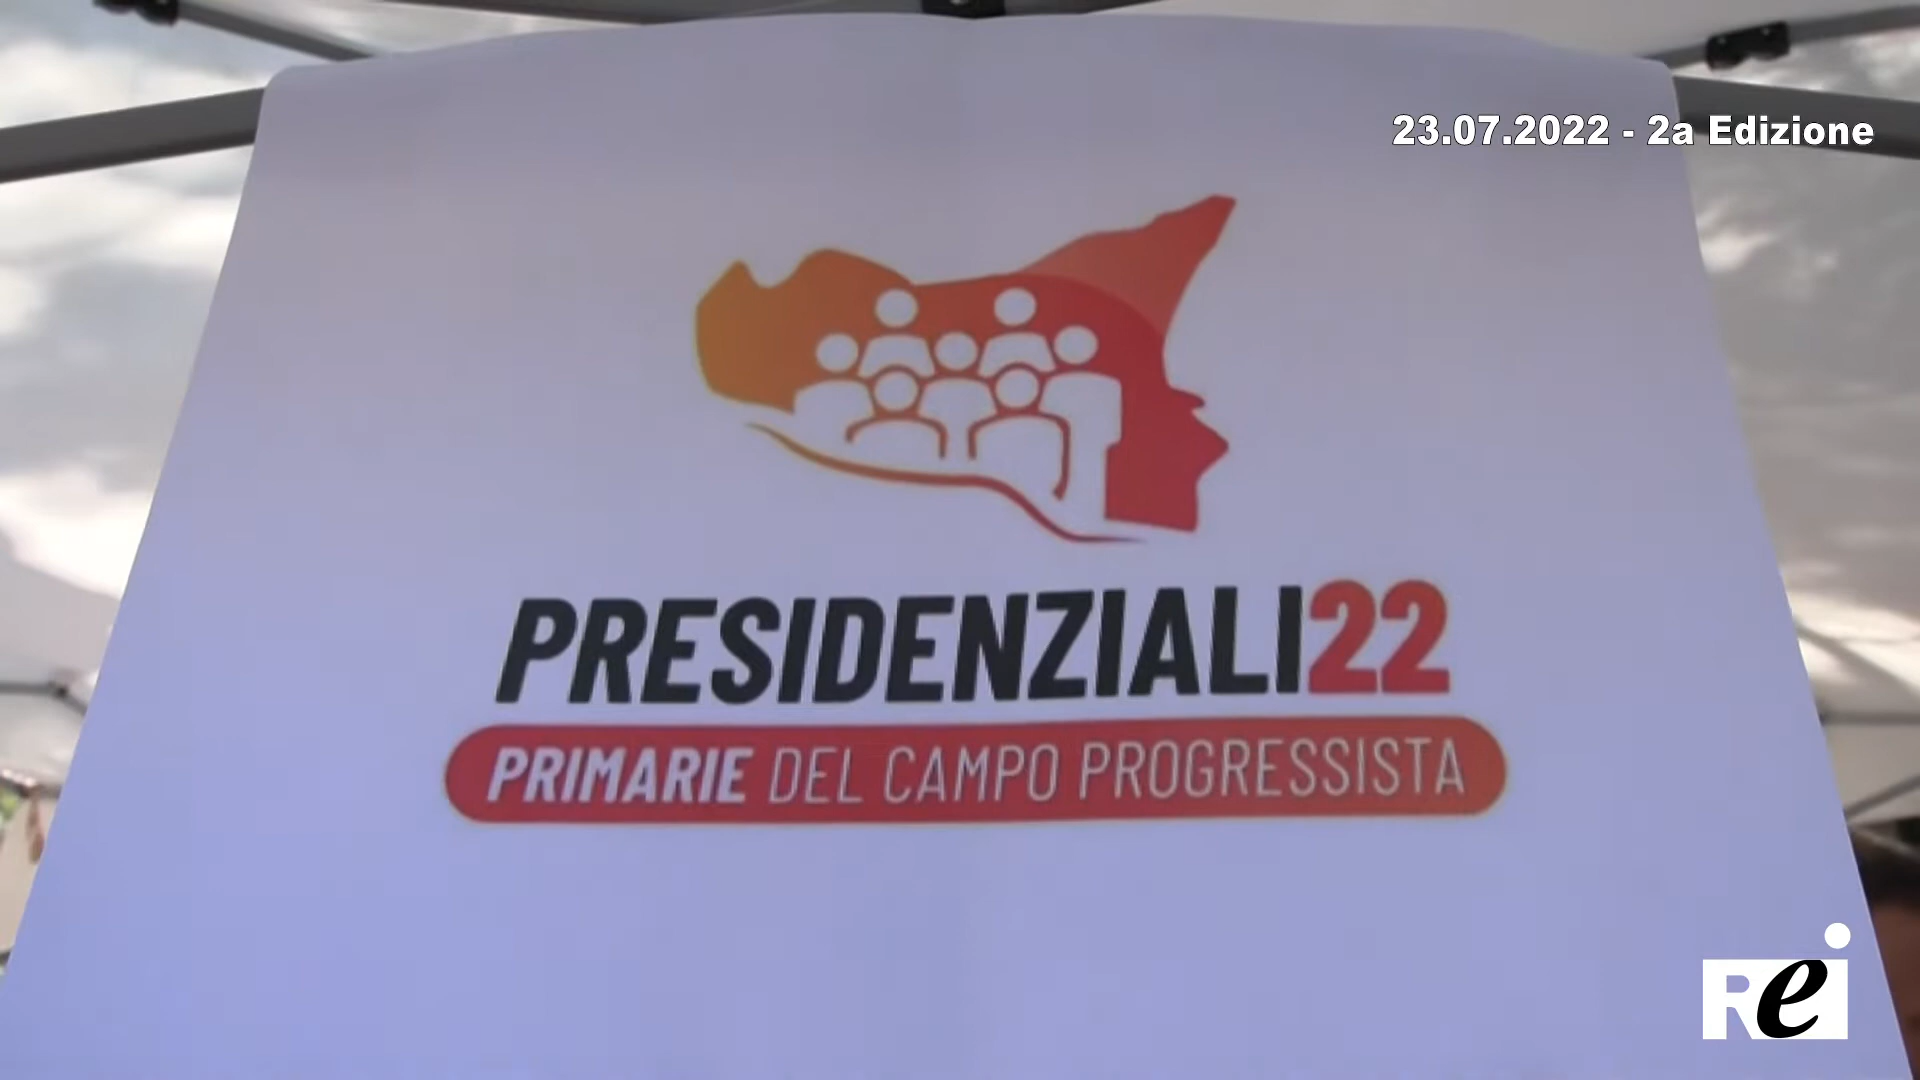 23.07.2022 - 2a Edizione
PRESIDENZIALI22
PRIMARIE DEL CAMPO PROGRESSISTA
Rei